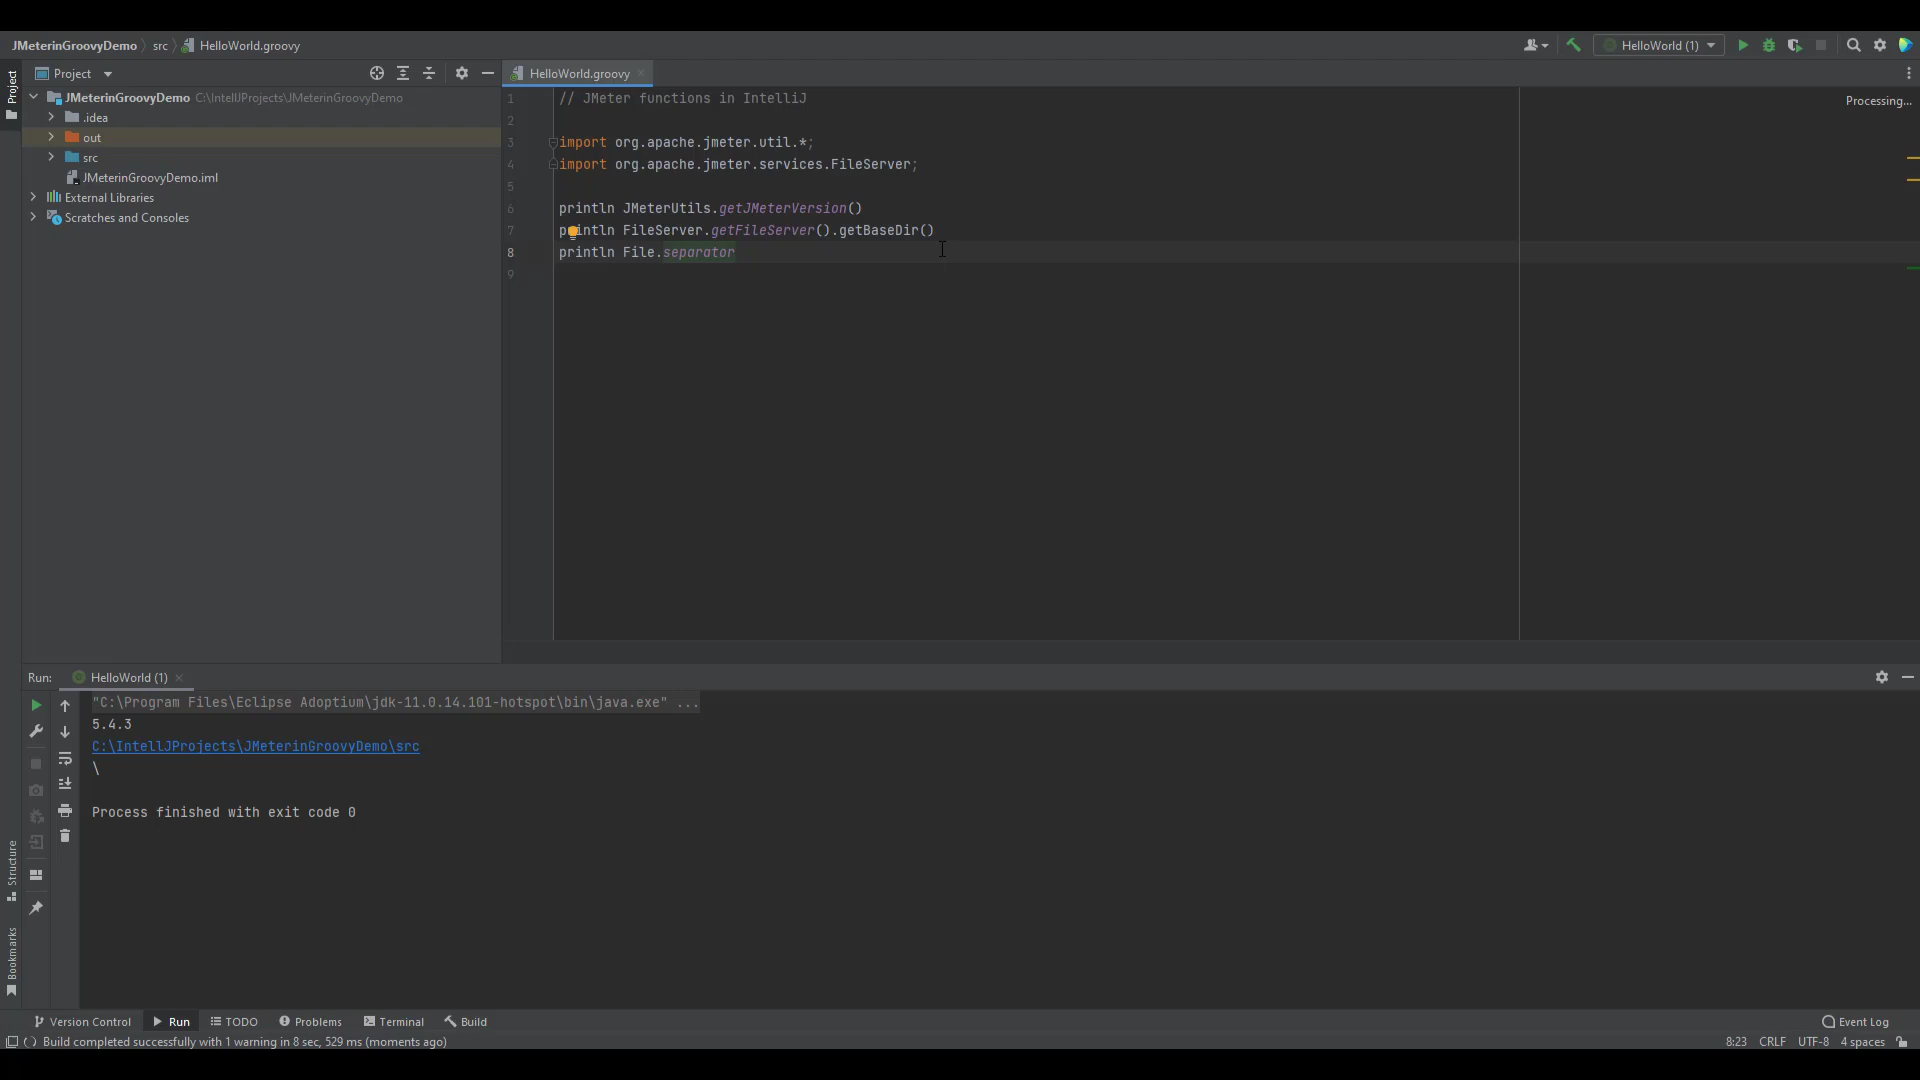 JMeterinGroovyDemo src HelloWorld.groovy
HelloWorld (1)
Project
Project
HelloWorld.groovy
JMeterinGroovyDemo C:\IntellJProjects\JMeterinGroovyDemo
.idea
out
src
JMeterinGroovyDemo.iml
External Libraries
Scratches and Consoles
Processing...
1 // JMeter functions in IntelliJ
2
3 import org.apache.jmeter.util.*;
4 import org.apache.jmeter.services.FileServer;
5
6 println JMeterUtils.getJMeterVersion()
7 println FileServer.getFileServer().getBaseDir()
8 println File.separator
9
Run: HelloWorld (1)
"C:\Program Files\Eclipse Adoptium\jdk-11.0.14.101-hotspot\bin\java.exe" ...
5.4.3
C:\IntellJProjects\JMeterinGroovyDemo\src
\
Process finished with exit code 0
Structure
Bookmarks
Version Control Run TODO Problems Terminal Build Event Log
Build completed successfully with 1 warning in 8 sec, 529 ms (moments ago) 8:23 CRLF UTF-8 4 spaces